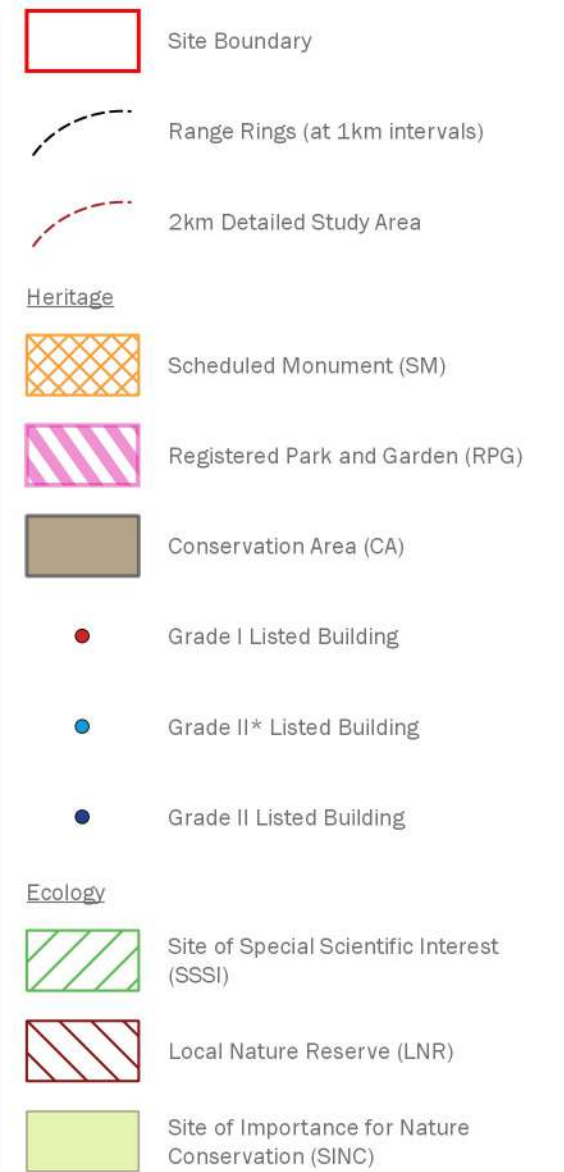 Site Boundary
Range Rings (at 1km intervals)
2km Detailed Study Area
Heritage
Scheduled Monument (SM)
Registered Park and Garden (RPG)
Conservation Area (CA)
Grade I Listed Building
Grade II* Listed Building
Grade II Listed Building
Ecology
Site of Special Scientific Interest
(SSSI)
Local Nature Reserve (LNR)
Site of Importance for Nature
Conservation (SINC)